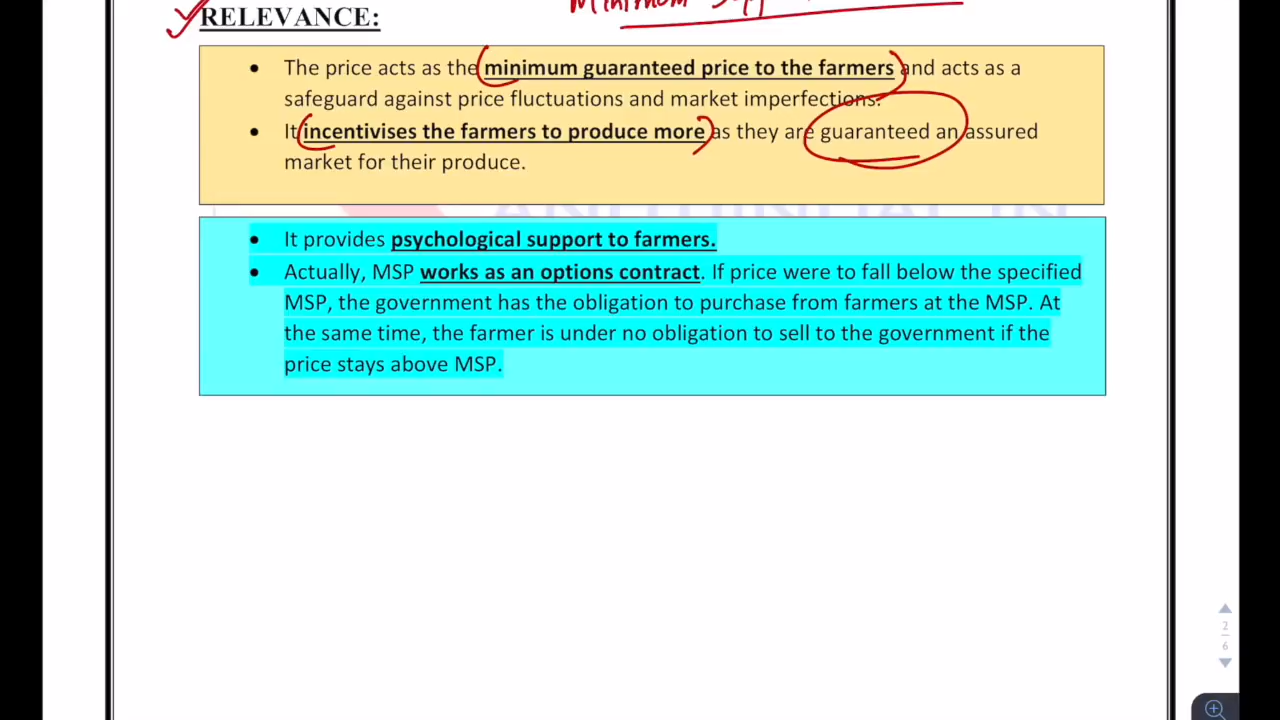 Minimum Supp
RELEVANCE:
• The price acts as the minimum guaranteed price to the farmers and acts as a
safeguard against price fluctuations and market imperfections.
• It incentivises the farmers to produce more as they are guaranteed an assured
market for their produce.
• It provides psychological support to farmers.
• Actually, MSP works as an options contract. If price were to fall below the specified
MSP, the government has the obligation to purchase from farmers at the MSP. At
the same time, the farmer is under no obligation to sell to the government if the
price stays above MSP.
2
6